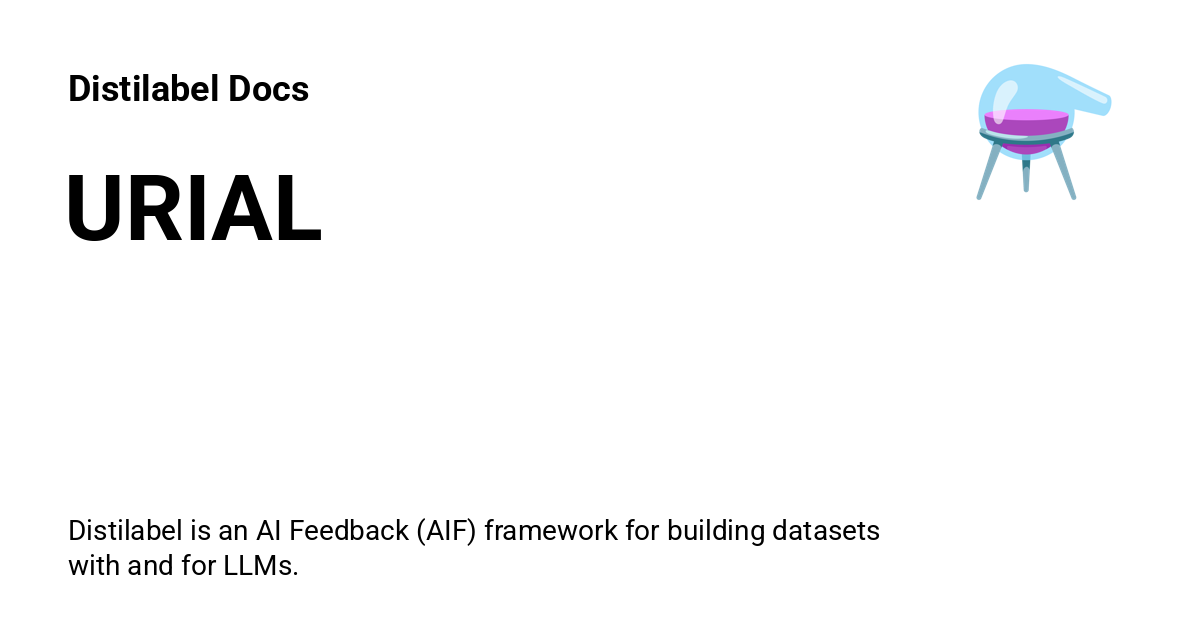 Distilabel Docs
URIAL
Distilabel is an AI Feedback (AIF) framework for building datasets
with and for LLMs.